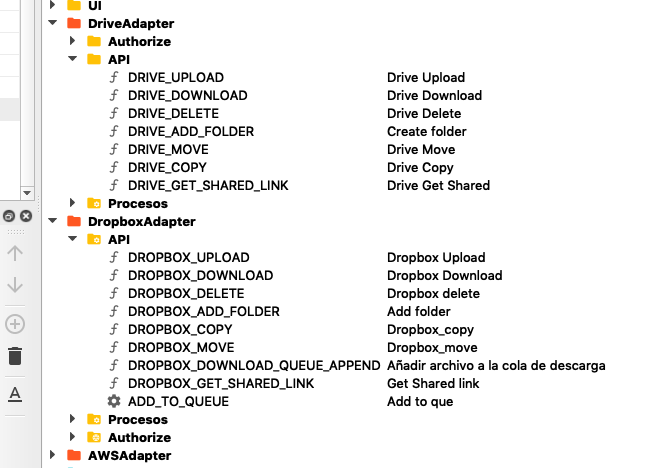 UI
DriveAdapter
Authorize
API
DRIVE_UPLOAD Drive Upload
DRIVE_DOWNLOAD Drive Download
DRIVE_DELETE Drive Delete
DRIVE_ADD_FOLDER Create folder
DRIVE_MOVE Drive Move
DRIVE_COPY Drive Copy
DRIVE_GET_SHARED_LINK Drive Get Shared
Procesos
DropboxAdapter
API
DROPBOX_UPLOAD Dropbox Upload
DROPBOX_DOWNLOAD Dropbox Download
DROPBOX_DELETE Dropbox delete
DROPBOX_ADD_FOLDER Add folder
DROPBOX_COPY Dropbox_copy
DROPBOX_MOVE Dropbox_move
DROPBOX_DOWNLOAD_QUEUE_APPEND Añadir archivo a la cola de descarga
DROPBOX_GET_SHARED_LINK Get Shared link
ADD_TO_QUEUE Add to que
Procesos
Authorize
AWSAdapter